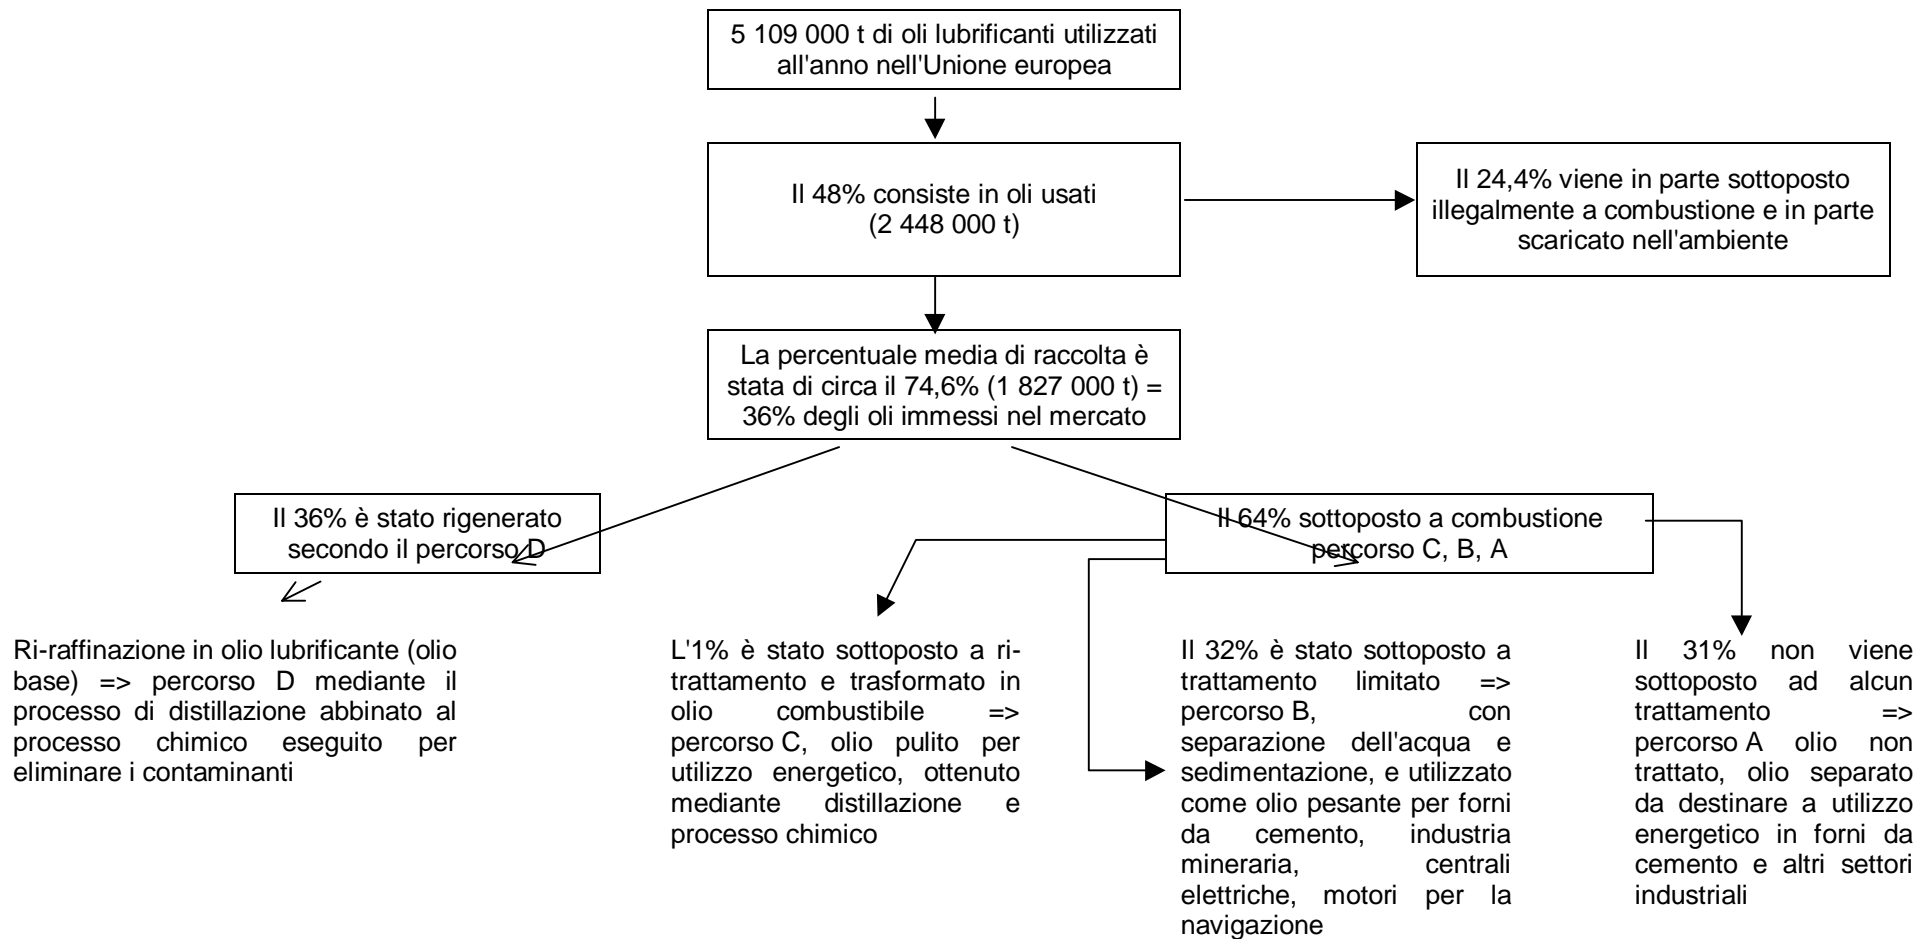 5 109 000 t di oli lubrificanti utilizzati
all'anno nell'Unione europea
Il 48% consiste in oli usati
(2 448 000 t)
Il 24,4% viene in parte sottoposto
illegalmente a combustione e in parte
scaricato nell'ambiente
La percentuale media di raccolta è
stata di circa il 74,6% (1 827 000 t) =
36% degli oli immessi nel mercato
Il 36% è stato rigenerato
secondo il percorso D
Il 64% sottoposto a combustione
percorso C, B, A
Ri-raffinazione in olio lubrificante (olio
base) => percorso D mediante il
processo di distillazione abbinato al
processo chimico eseguito per
eliminare i contaminanti
L'1% è stato sottoposto a ri-
trattamento e trasformato in
olio combustibile =>
percorso C, olio pulito per
utilizzo energetico, ottenuto
mediante distillazione e
processo chimico
Il 32% è stato sottoposto a
trattamento limitato =>
percorso B, con
separazione dell'acqua e
sedimentazione, e utilizzato
come olio pesante per forni
da cemento, industria
mineraria, centrali
elettriche, motori per la
navigazione
Il 31% non viene
sottoposto ad alcun
trattamento =>
percorso A olio non
trattato, olio separato
da destinare a utilizzo
energetico in forni da
cemento e altri settori
industriali